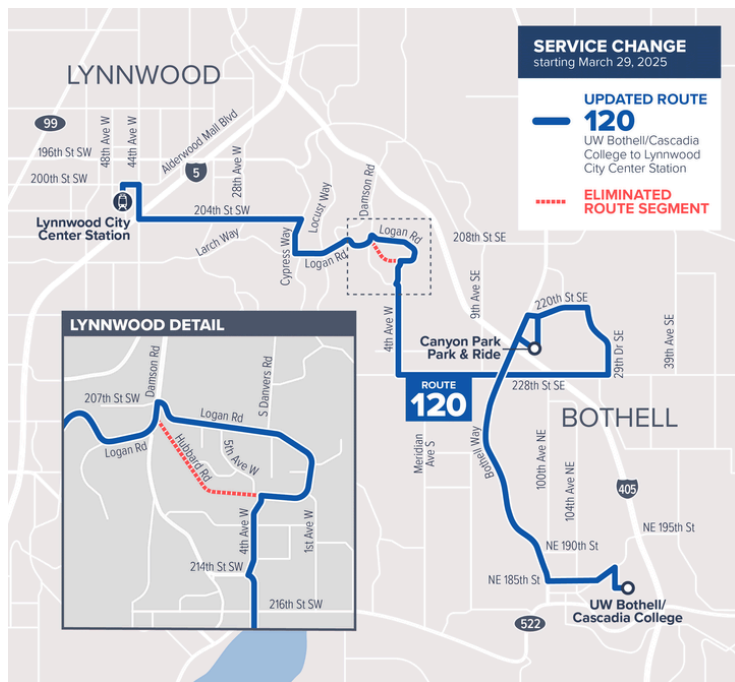 SERVICE CHANGE
starting March 29, 2025
UPDATED ROUTE
120
UW Bothell/Cascadia
College to Lynnwood
City Center Station
ELIMINATED
ROUTE SEGMENT
LYNNWOOD
99
48th Ave W
44th Ave W
Alderwood Mall Blvd
196th St SW
5
28th Ave W
200th St SW
Lynnwood City
Center Station
204th St SW
Larch Way
Cypress Way
Locust Way
Logan Rd
Damson Rd
Logan Rd
208th St SE
9th Ave SE
4th Ave W
220th St SE
Canyon Park
Park & Ride
29th Dr SE
39th Ave SE
228th St SE
ROUTE
120
BOTHELL
Meridian
Ave S
Bothell Way
100th Ave NE
104th Ave NE
405
NE 195th St
NE 190th St
NE 185th St
UW Bothell/
Cascadia College
522
LYNNWOOD DETAIL
Damson Rd
S Danvers Rd
207th St SW
Logan Rd
Logan Rd
Hubbard Rd
5th Ave W
4th Ave W
1st Ave W
214th St SW
216th St SW